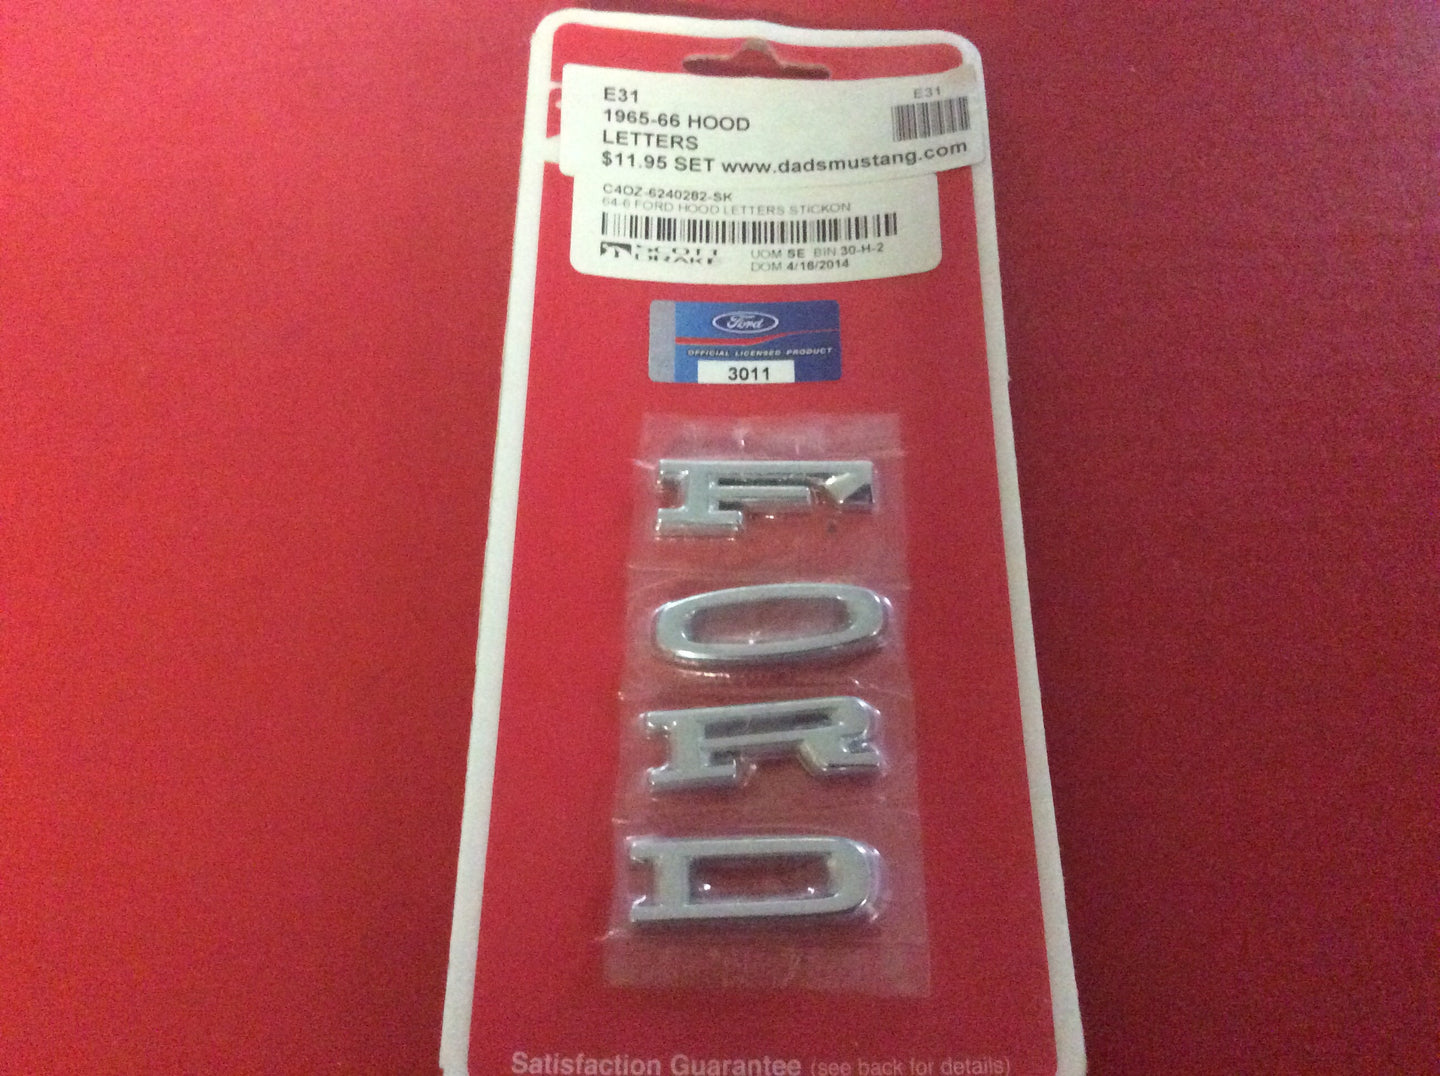 E31
E31
1965-66 HOOD
LETTERS
$11.95 SET www.dadsmustang.com
C4OZ-6240282-SK
64-6 FORD HOOD LETTERS STICKON
SCOTT
DRAKE
UOM SE BIN 30-H-2
DOM 4/18/2014
Ford
OFFICIAL LICENSED PRODUCT
3011
F
O
R
D
Satisfaction Guarantee (see back for details)